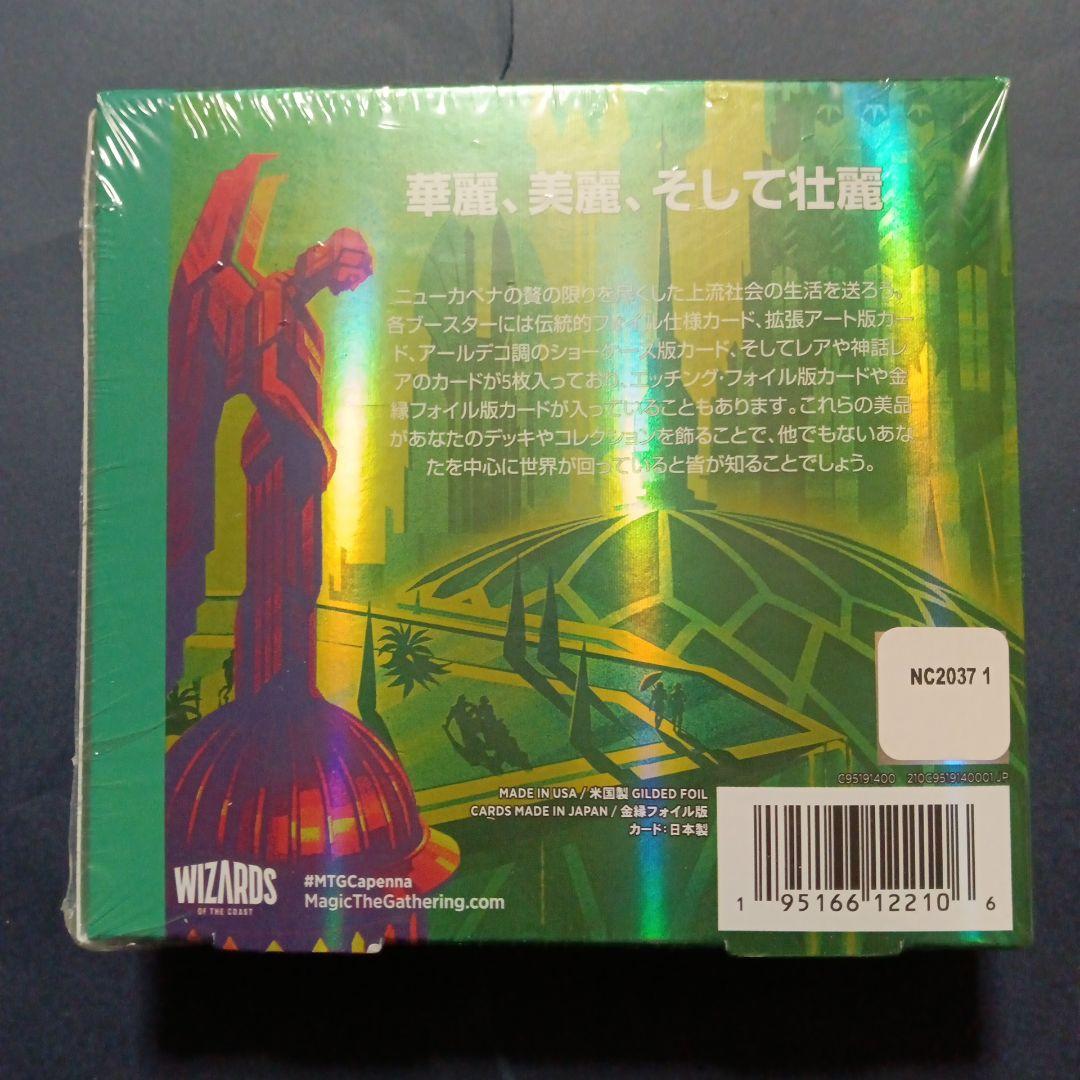 華麗、美麗、そして壮麗
ニューカペナの贅の限りを尽くした上流社会の生活を送ろう。
各ブースターには伝統的フォイル仕様カード、拡張アート版カー
ド、アールデコ調のショーケース版カード、そしてレアや神話レ
アのカードが5枚入っており、エッチング・フォイル版カードや金
縁フォイル版カードが入っていることもあります。これらの美品
があなたのデッキやコレクションを飾ることで、他でもないあな
たを中心に世界が回っていると皆が知ることでしょう。
NC2037 1
C95191400 210C9519140001JP
MADE IN USA / 米国製 GILDED FOIL
CARDS MADE IN JAPAN / 金縁フォイル版
カード：日本製
WIZARDS
OF THE COAST
#MTGCapenna
MagicTheGathering.com
1 95166 12210 6